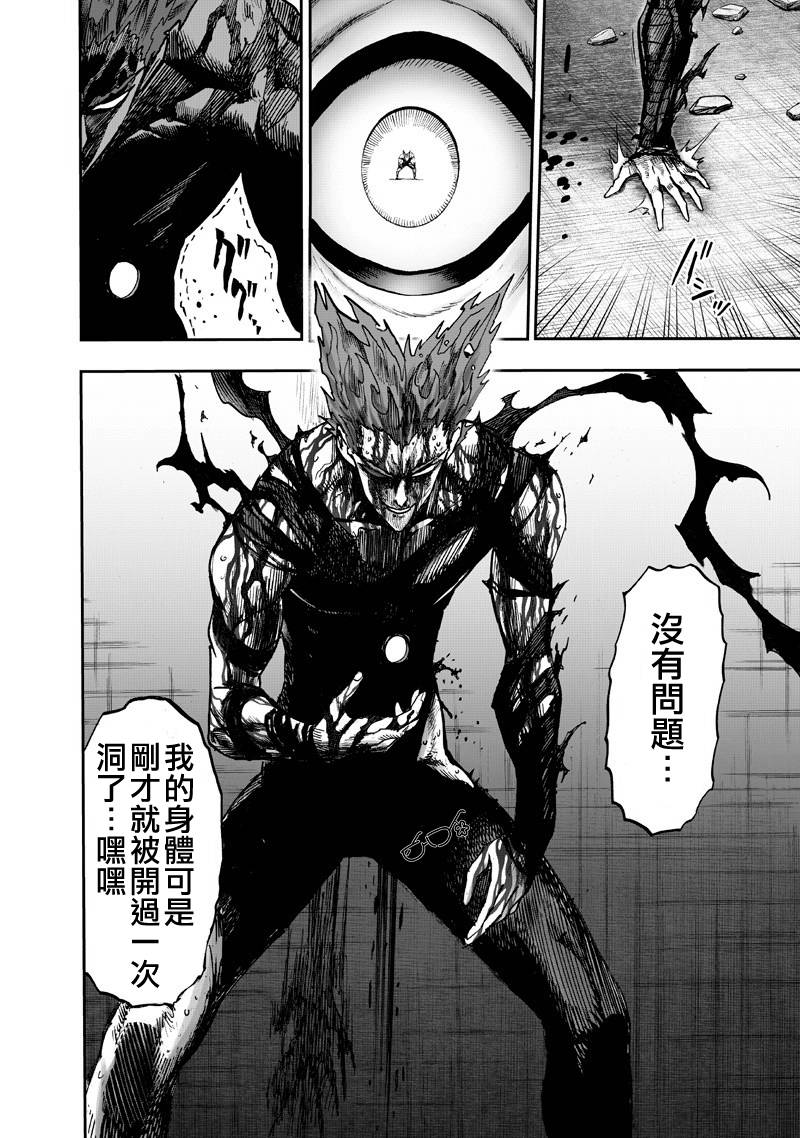 バシッ
グググ
沒有問題…
我的身體可是
剛才就被開過一次
洞了…嘿嘿